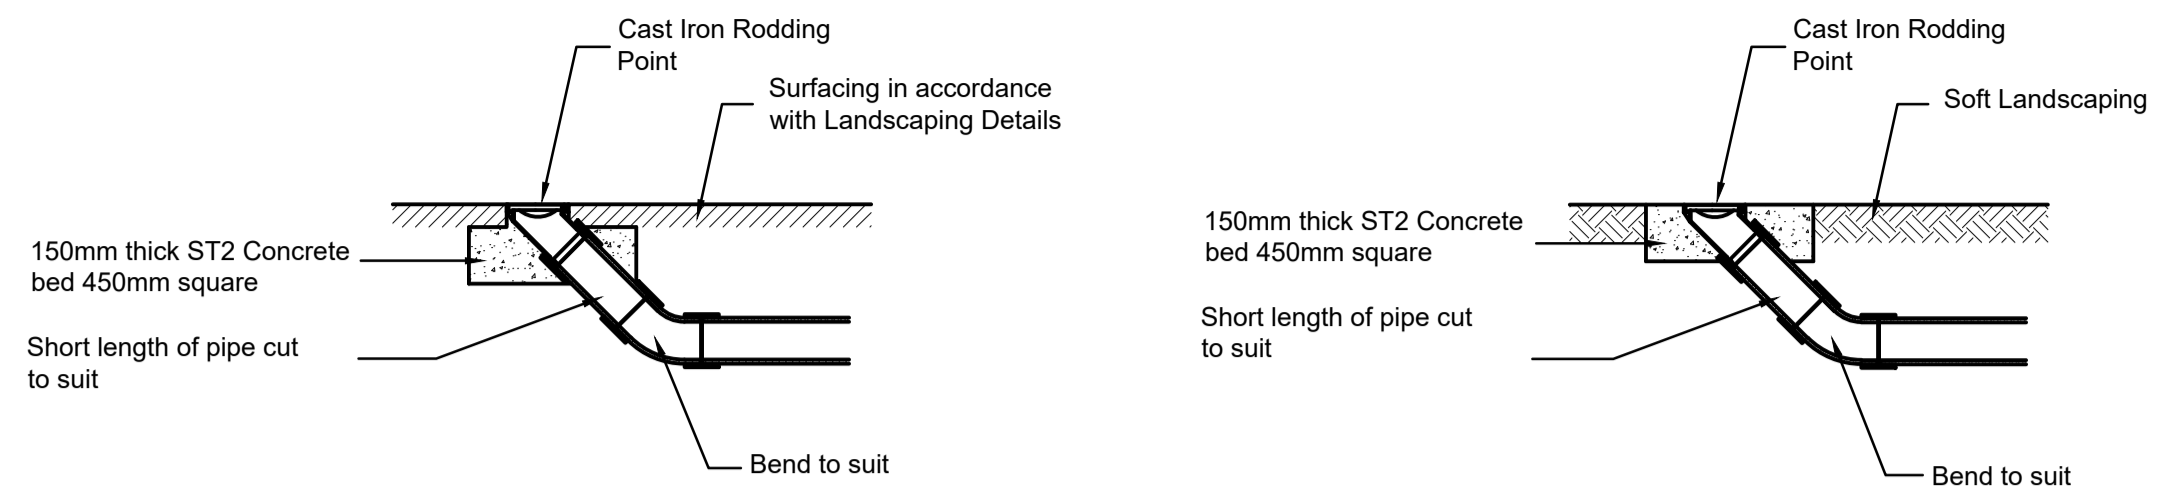 Cast Iron Rodding
Point
Surfacing in accordance
with Landscaping Details
150mm thick ST2 Concrete
bed 450mm square
Short length of pipe cut
to suit
Bend to suit
Cast Iron Rodding
Point
Soft Landscaping
150mm thick ST2 Concrete
bed 450mm square
Short length of pipe cut
to suit
Bend to suit